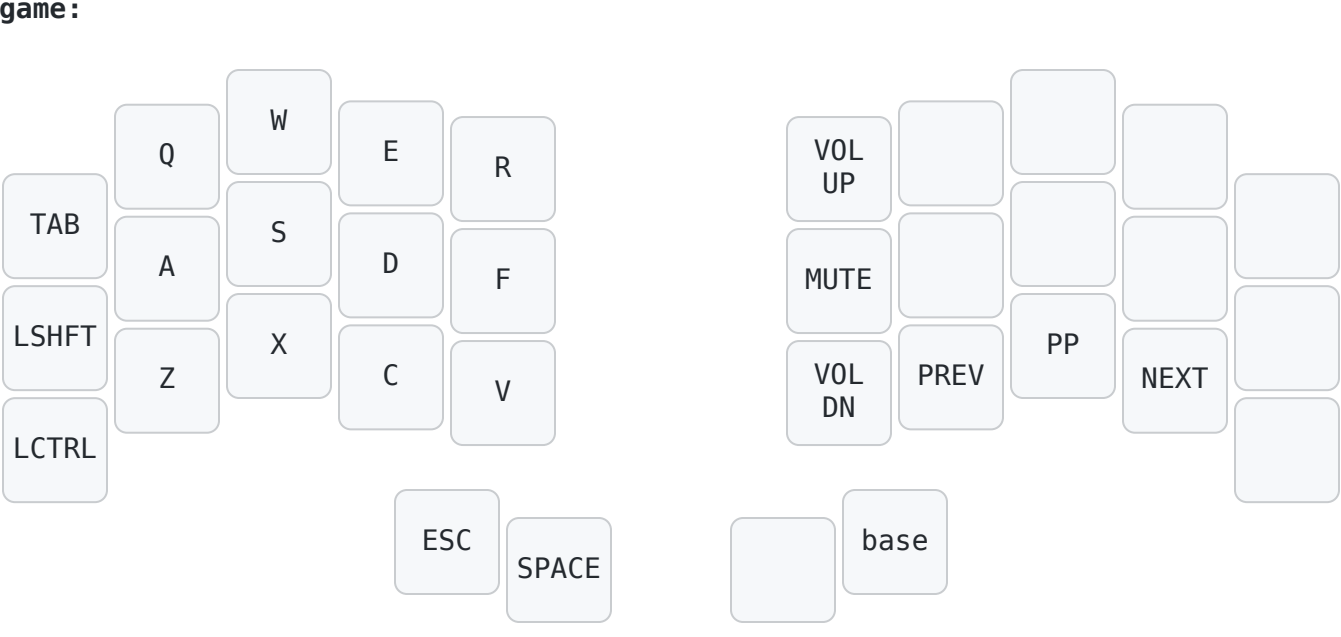 game:
W
Q
E
R
TAB
S
A
D
F
LSHFT
X
Z
C
V
LCTRL
ESC
SPACE
VOL
UP
MUTE
VOL
DN
PREV
PP
NEXT
base